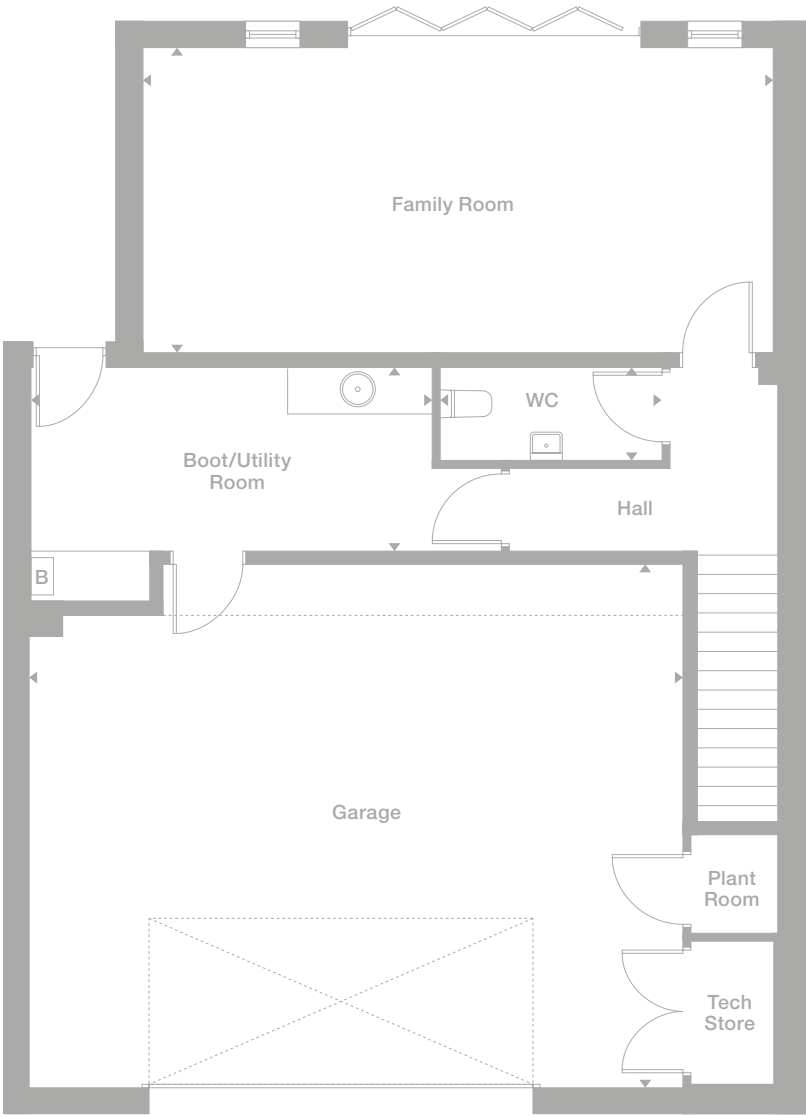 Family Room
WC
Boot/Utility
Room
Hall
B
Garage
Plant
Room
Tech
Store